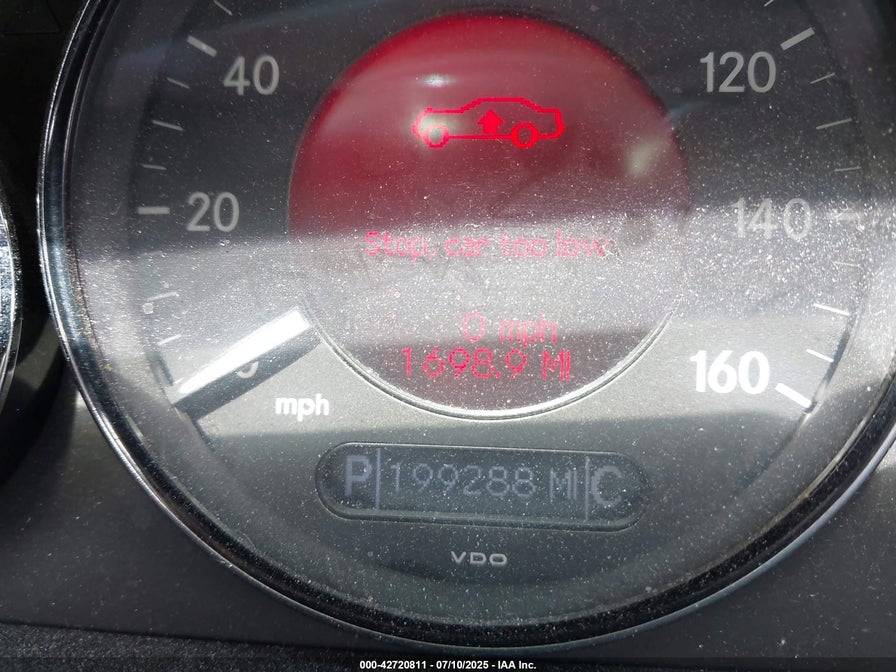 40
120
20
140
Stop, car too low
0 mph
1698.9 MI
0
160
mph
P 199288 MI C
VDO
000-42720811 - 07/10/2025 - IAA Inc.